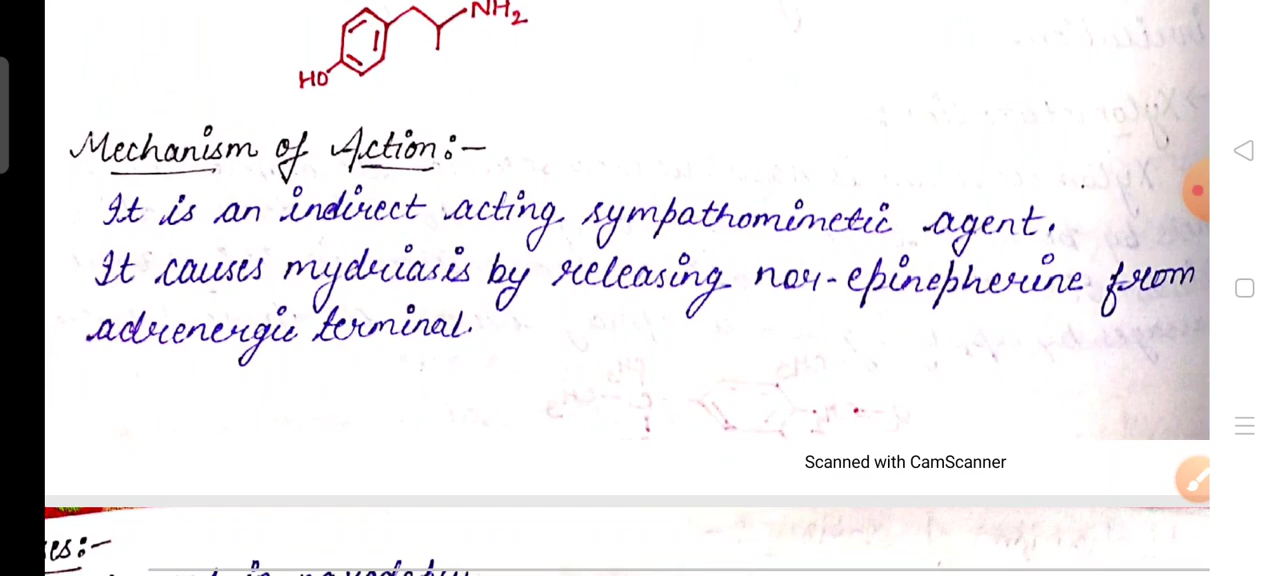 NH2
HO
Mechanism of Action :-
It is an indirect acting sympathomimetic agent.
It causes mydriasis by releasing nor-epinepherine from
adrenergic terminal.
Scanned with CamScanner
es :-